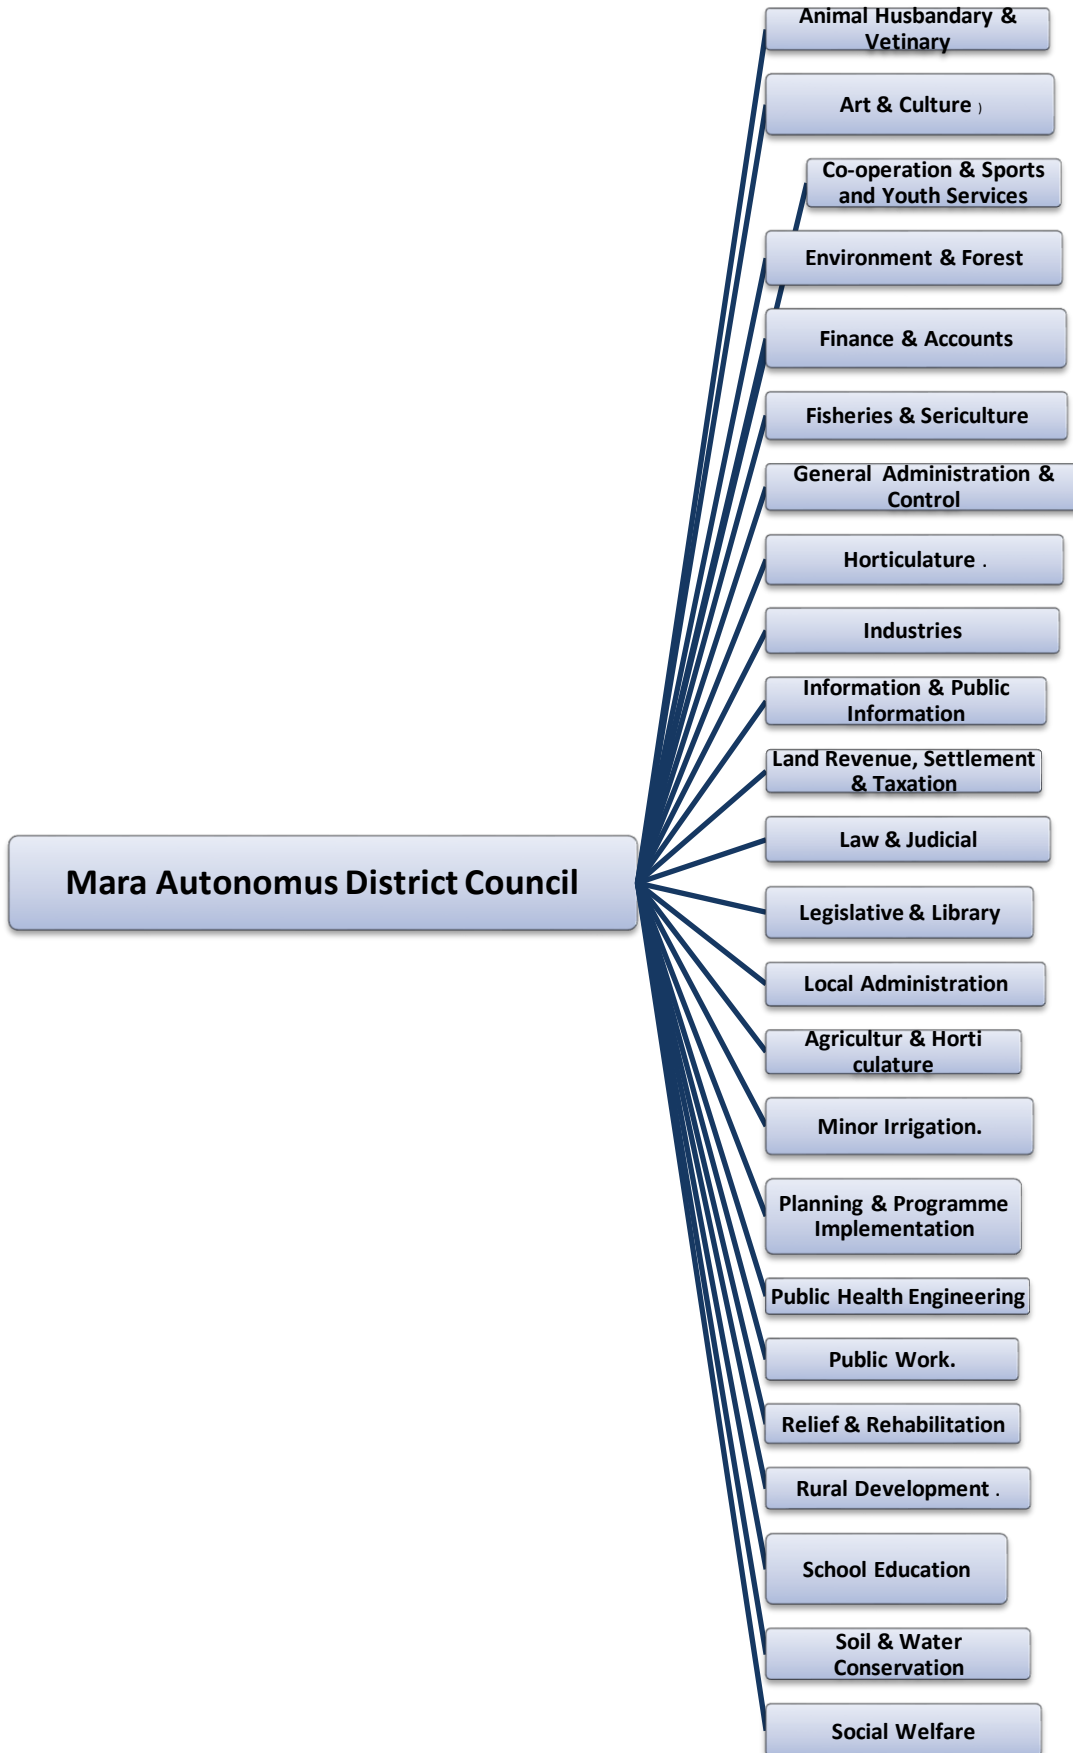 Animal Husbandary &
Vetinary
Art & Culture )
Co-operation & Sports
and Youth Services
Environment & Forest
Finance & Accounts
Fisheries & Sericulture
General Administration &
Control
Horticulature .
Industries
Information & Public
Information
Land Revenue, Settlement
& Taxation
Law & Judicial
Mara Autonomus District Council
Legislative & Library
Local Administration
Agricultur & Horti
culature
Minor Irrigation.
Planning & Programme
Implementation
Public Health Engineering
Public Work.
Relief & Rehabilitation
Rural Development .
School Education
Soil & Water
Conservation
Social Welfare